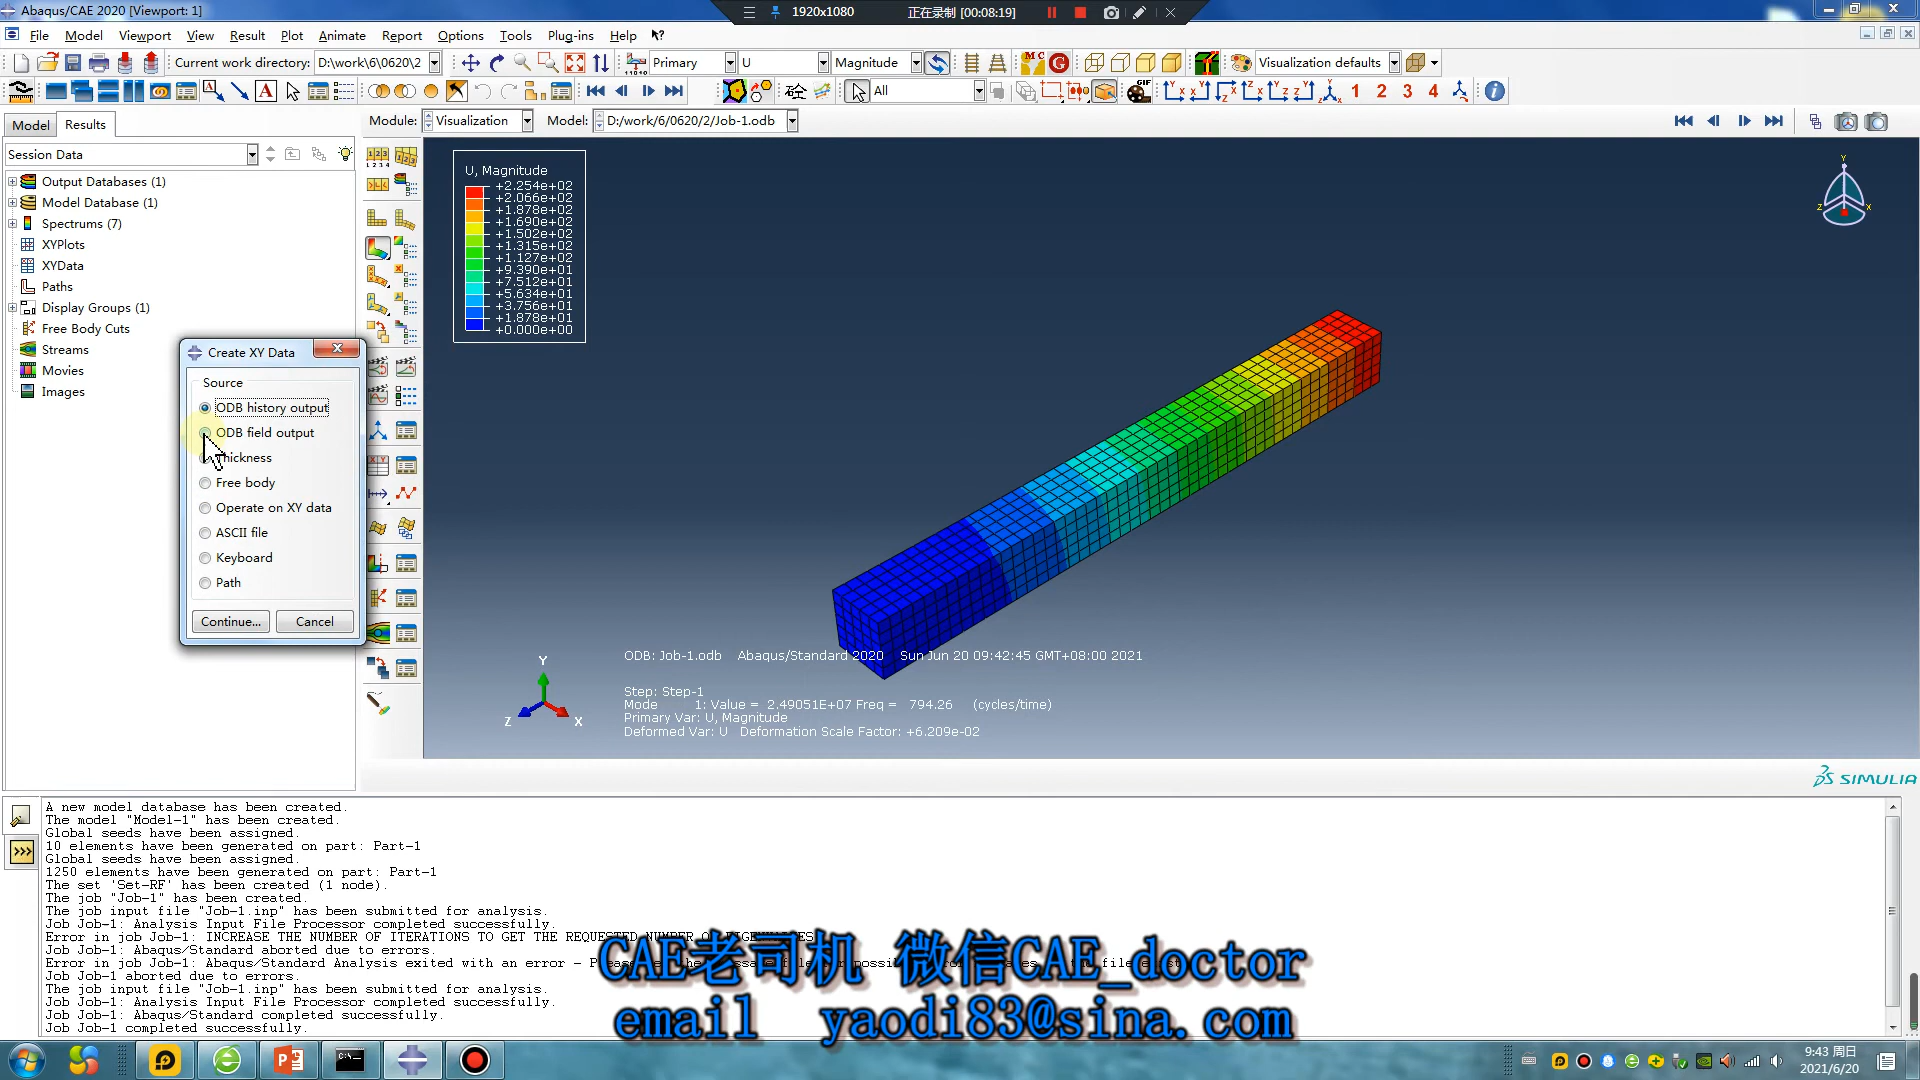 Abaqus/CAE 2020 [Viewport: 1]
1920x1080
正在录制 [00:08:19]
File Model Viewport View Result Plot Animate Report Options Tools Plug-ins Help
Current work directory: D:\work\6\0620\2
Primary
U
Magnitude
Visualization defaults
All
1 2 3 4
Model Results
Module: Visualization
Model: D:/work/6/0620/2/Job-1.odb
Session Data
Output Databases (1)
Model Database (1)
Spectrums (7)
XYPlots
XYData
Paths
Display Groups (1)
Free Body Cuts
Streams
Movies
Images
Create XY Data
Source
ODB history output
ODB field output
Thickness
Free body
Operate on XY data
ASCII file
Keyboard
Path
Continue...
Cancel
U, Magnitude
+2.254e+02
+2.066e+02
+1.878e+02
+1.690e+02
+1.502e+02
+1.315e+02
+1.127e+02
+9.390e+01
+7.512e+01
+5.634e+01
+3.756e+01
+1.878e+01
+0.000e+00
Y
Z
X
Y
Z
X
ODB: Job-1.odb Abaqus/Standard 2020 Sun Jun 20 09:42:45 GMT+08:00 2021
Step: Step-1
Mode 1: Value = 2.49051E+07 Freq = 794.26 (cycles/time)
Primary Var: U, Magnitude
Deformed Var: U Deformation Scale Factor: +6.209e-02
SIMULIA
A new model database has been created.
The model "Model-1" has been created.
Global seeds have been assigned.
10 elements have been generated on part: Part-1
Global seeds have been assigned.
1250 elements have been generated on part: Part-1
The set 'Set-RF' has been created (1 node).
The job "Job-1" has been created.
The job input file "Job-1.inp" has been submitted for analysis.
Job Job-1: Analysis Input File Processor completed successfully.
Error in job Job-1: INCREASE THE NUMBER OF ITERATIONS TO GET THE REQUESTED NUMBER OF EIGENVALUES
Job Job-1: Abaqus/Standard aborted due to errors.
Error in job Job-1: Abaqus/Standard Analysis exited with an error -
Job Job-1 aborted due to errors.
The job input file "Job-1.inp" has been submitted for analysis.
Job Job-1: Analysis Input File Processor completed successfully.
Job Job-1: Abaqus/Standard completed successfully.
Job Job-1 completed successfully.
CAE老司机 微信CAE_doctor
email yaodi83@sina.com
9:43 周日
2021/6/20